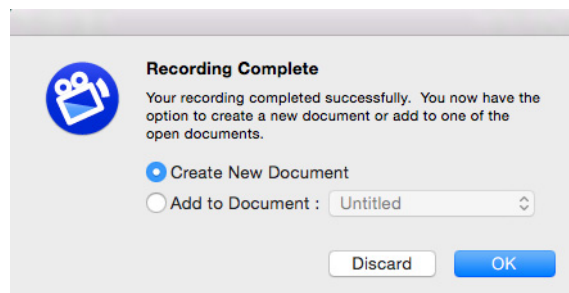 Recording Complete
Your recording completed successfully.  You now have the
option to create a new document or add to one of the
open documents.
Create New Document
Add to Document :  Untitled
Discard  OK